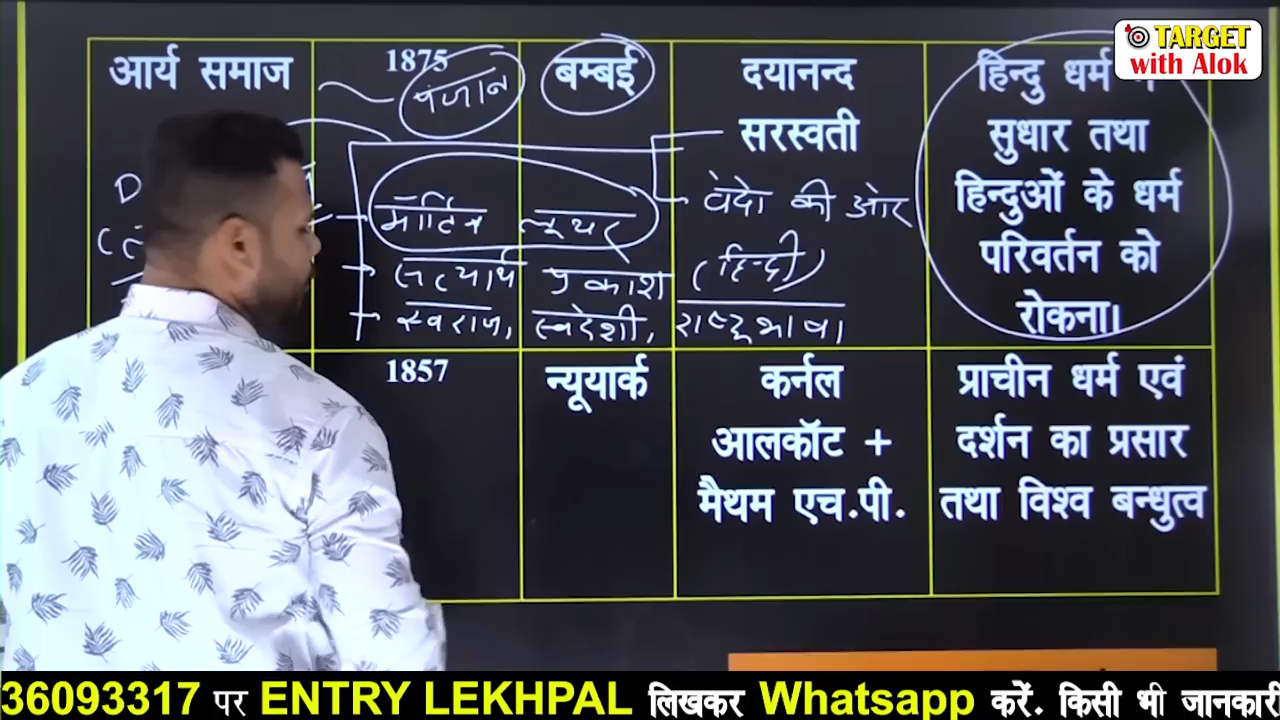 TARGET
with Alok
आर्य समाज
1875
पंजाब
बम्बई
दयानन्द
सरस्वती
हिन्दु धर्म
सुधार तथा
हिन्दुओं के धर्म
परिवर्तन को
रोकना।
D
मार्टिन लूथर
वेदो की ओर
सत्यार्थ प्रकाश (हिन्दी)
स्वराज, स्वदेशी, राष्ट्रभाषा
1857
न्यूयार्क
कर्नल
आलकॉट +
मैथम एच.पी.
प्राचीन धर्म एवं
दर्शन का प्रसार
तथा विश्व बन्धुत्व
36093317 पर ENTRY LEKHPAL लिखकर Whatsapp करें. किसी भी जानकारी